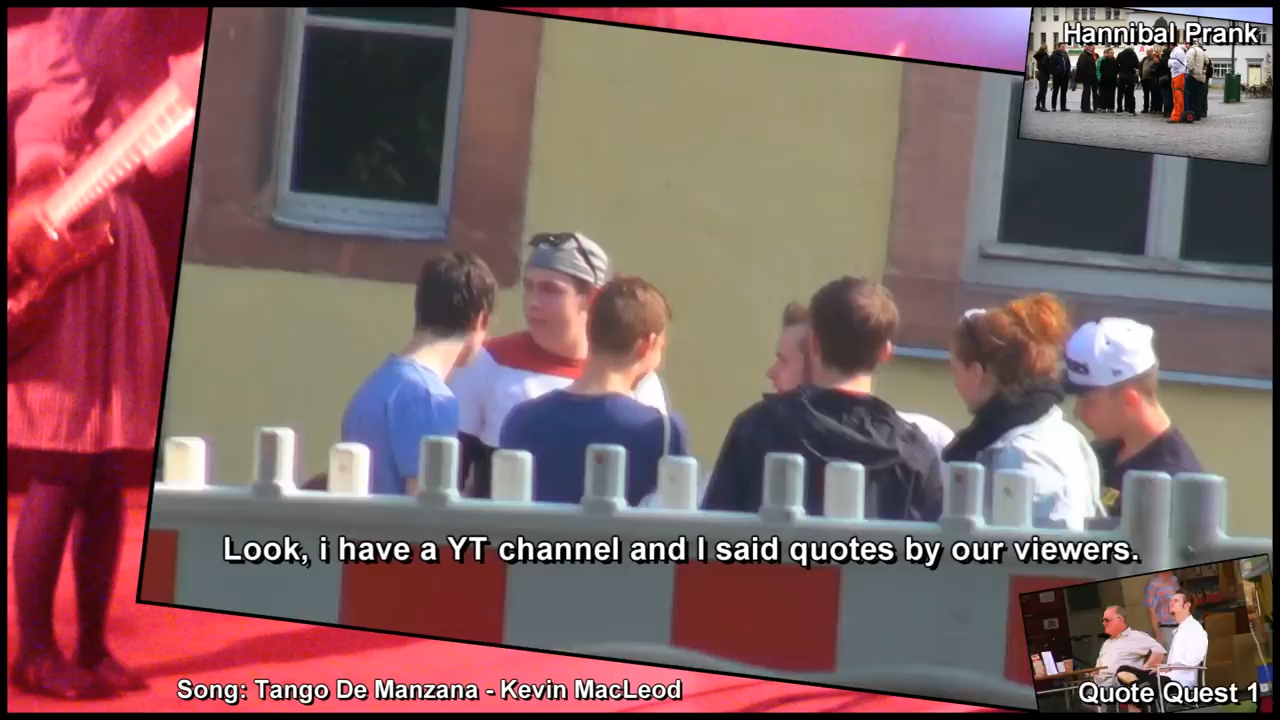 Hannibal Prank
Look, i have a YT channel and I said quotes by our viewers.
Song: Tango De Manzana - Kevin MacLeod
Quote Quest 1